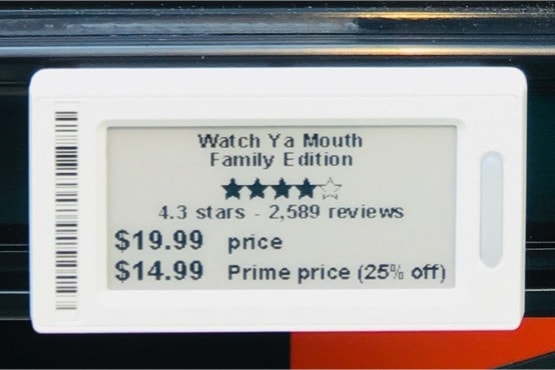 Watch Ya Mouth
Family Edition
4.3 stars - 2,589 reviews
$19.99 price
$14.99 Prime price (25% off)